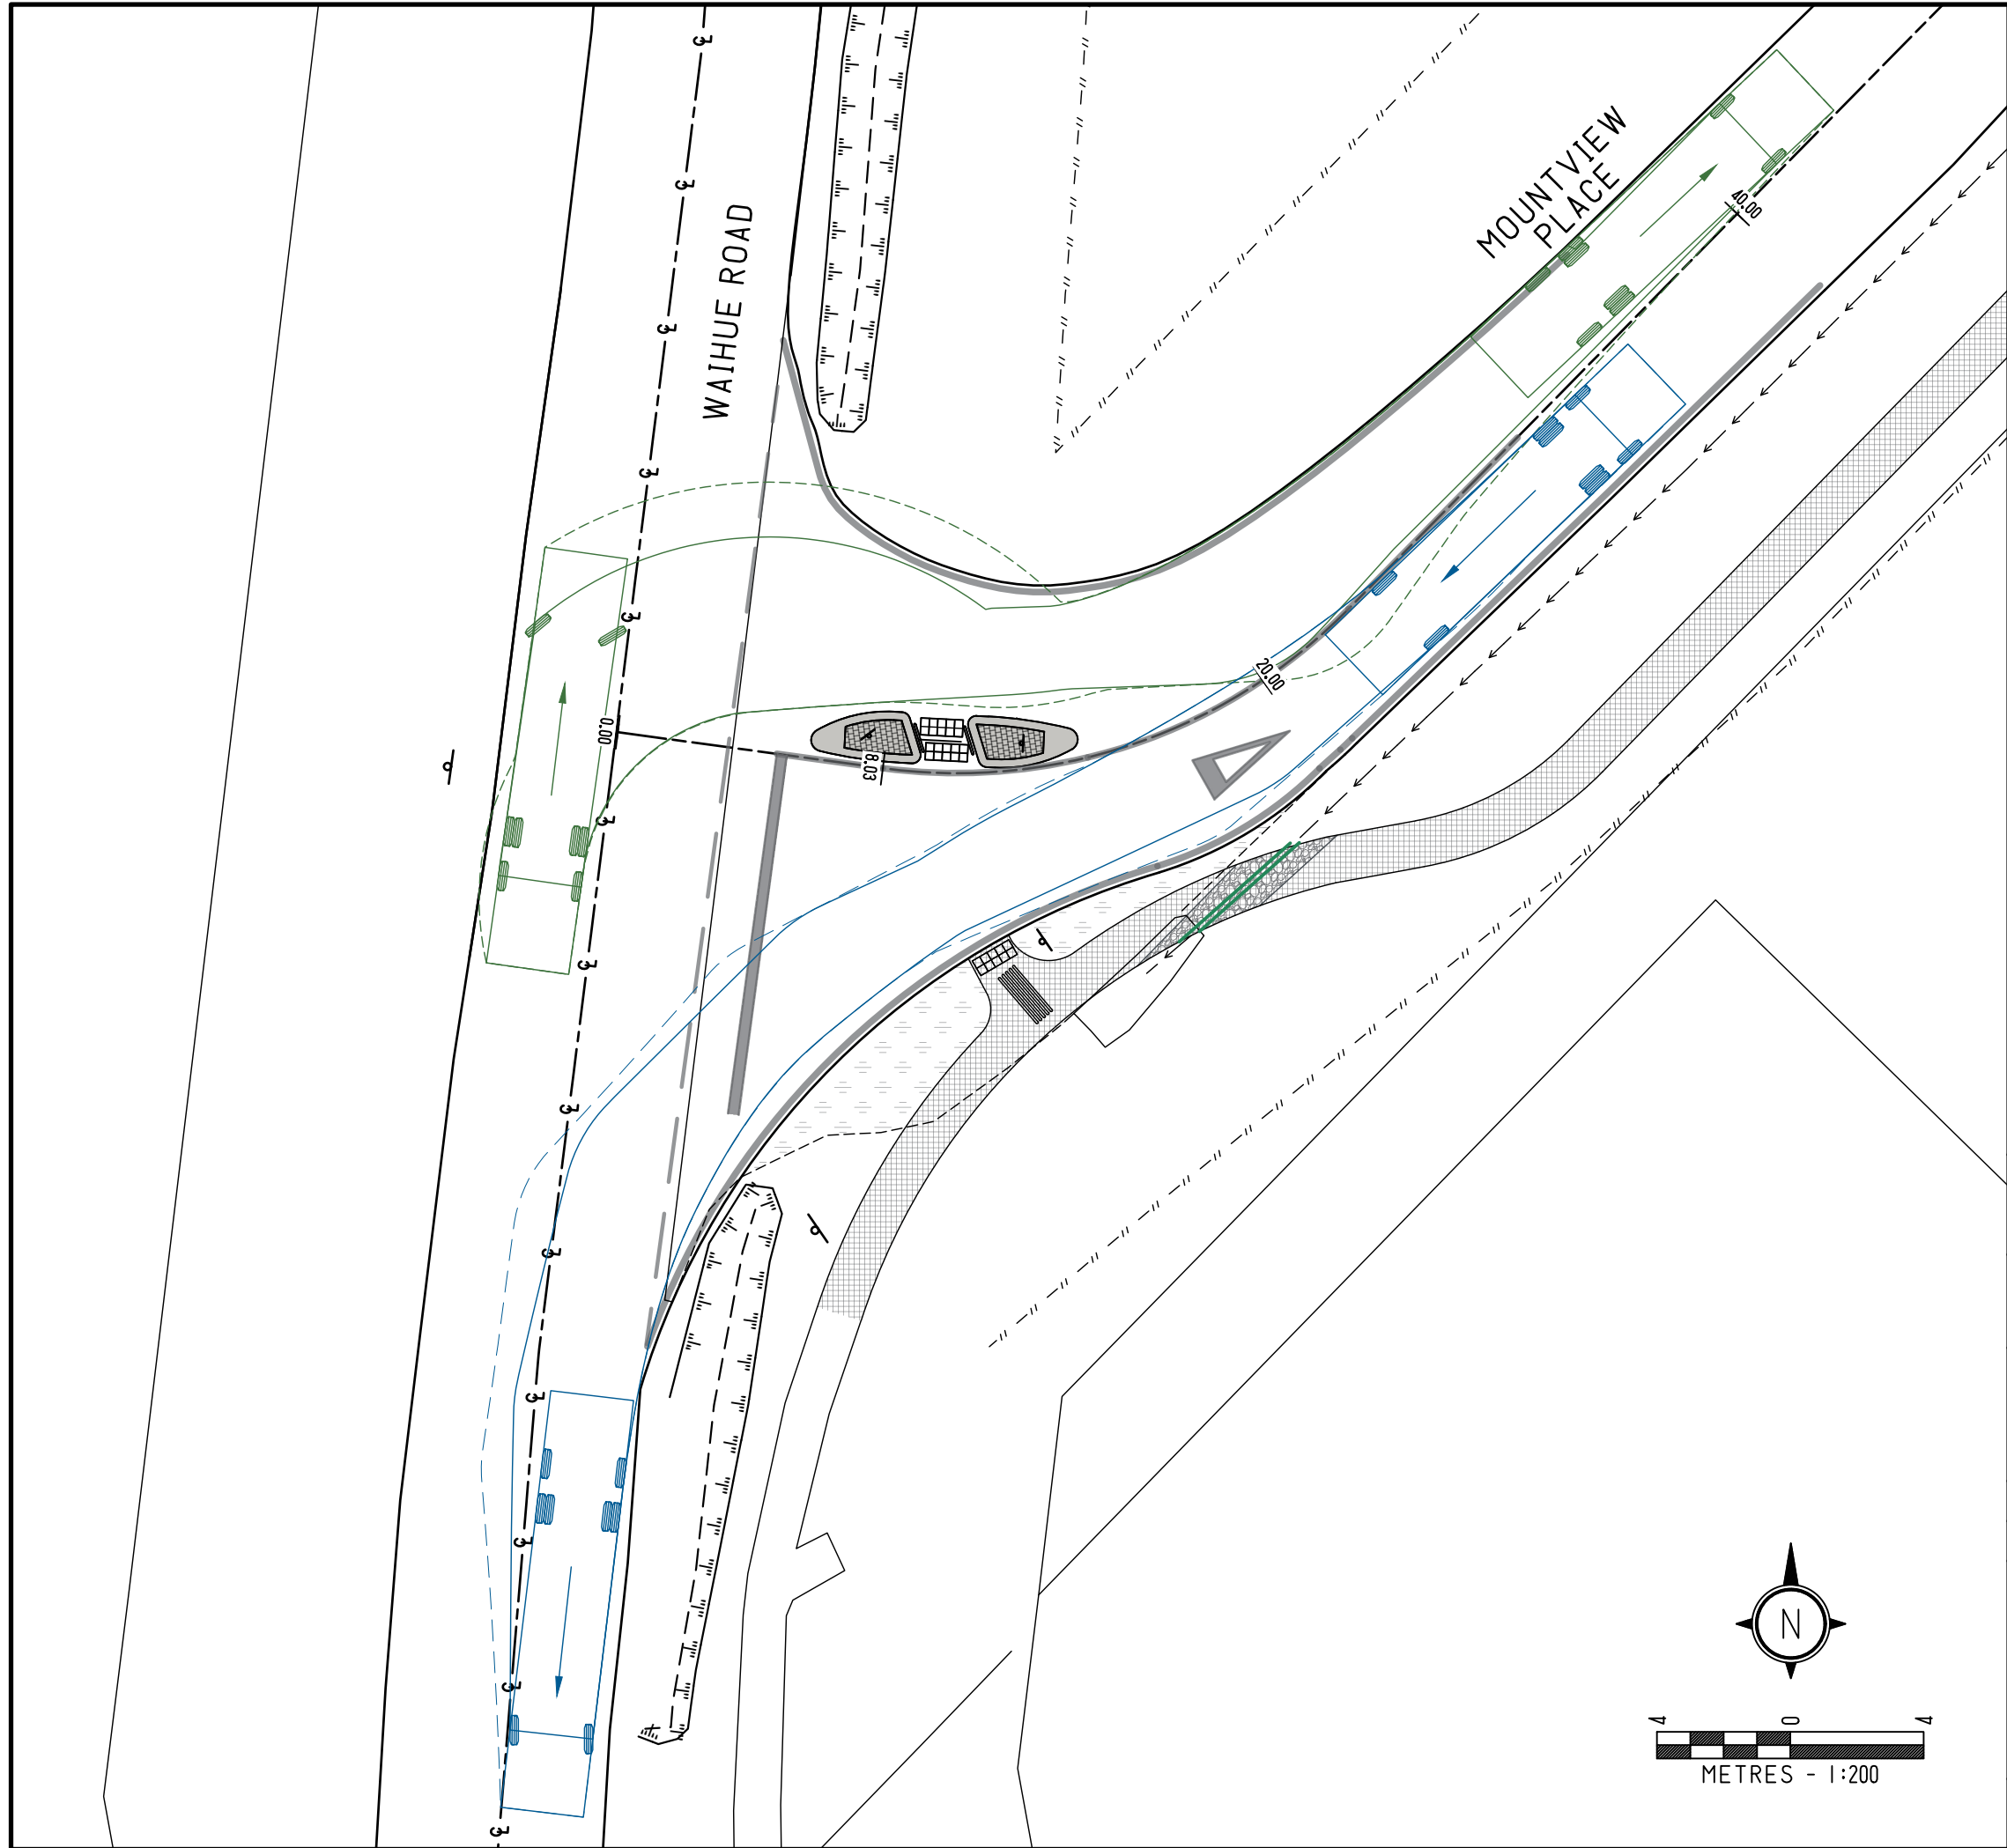 WAIHUE ROAD
MOUNTVIEW
PLACE
40.00
20.00
0.00
8.03
N
4 0 4
METRES - 1:200